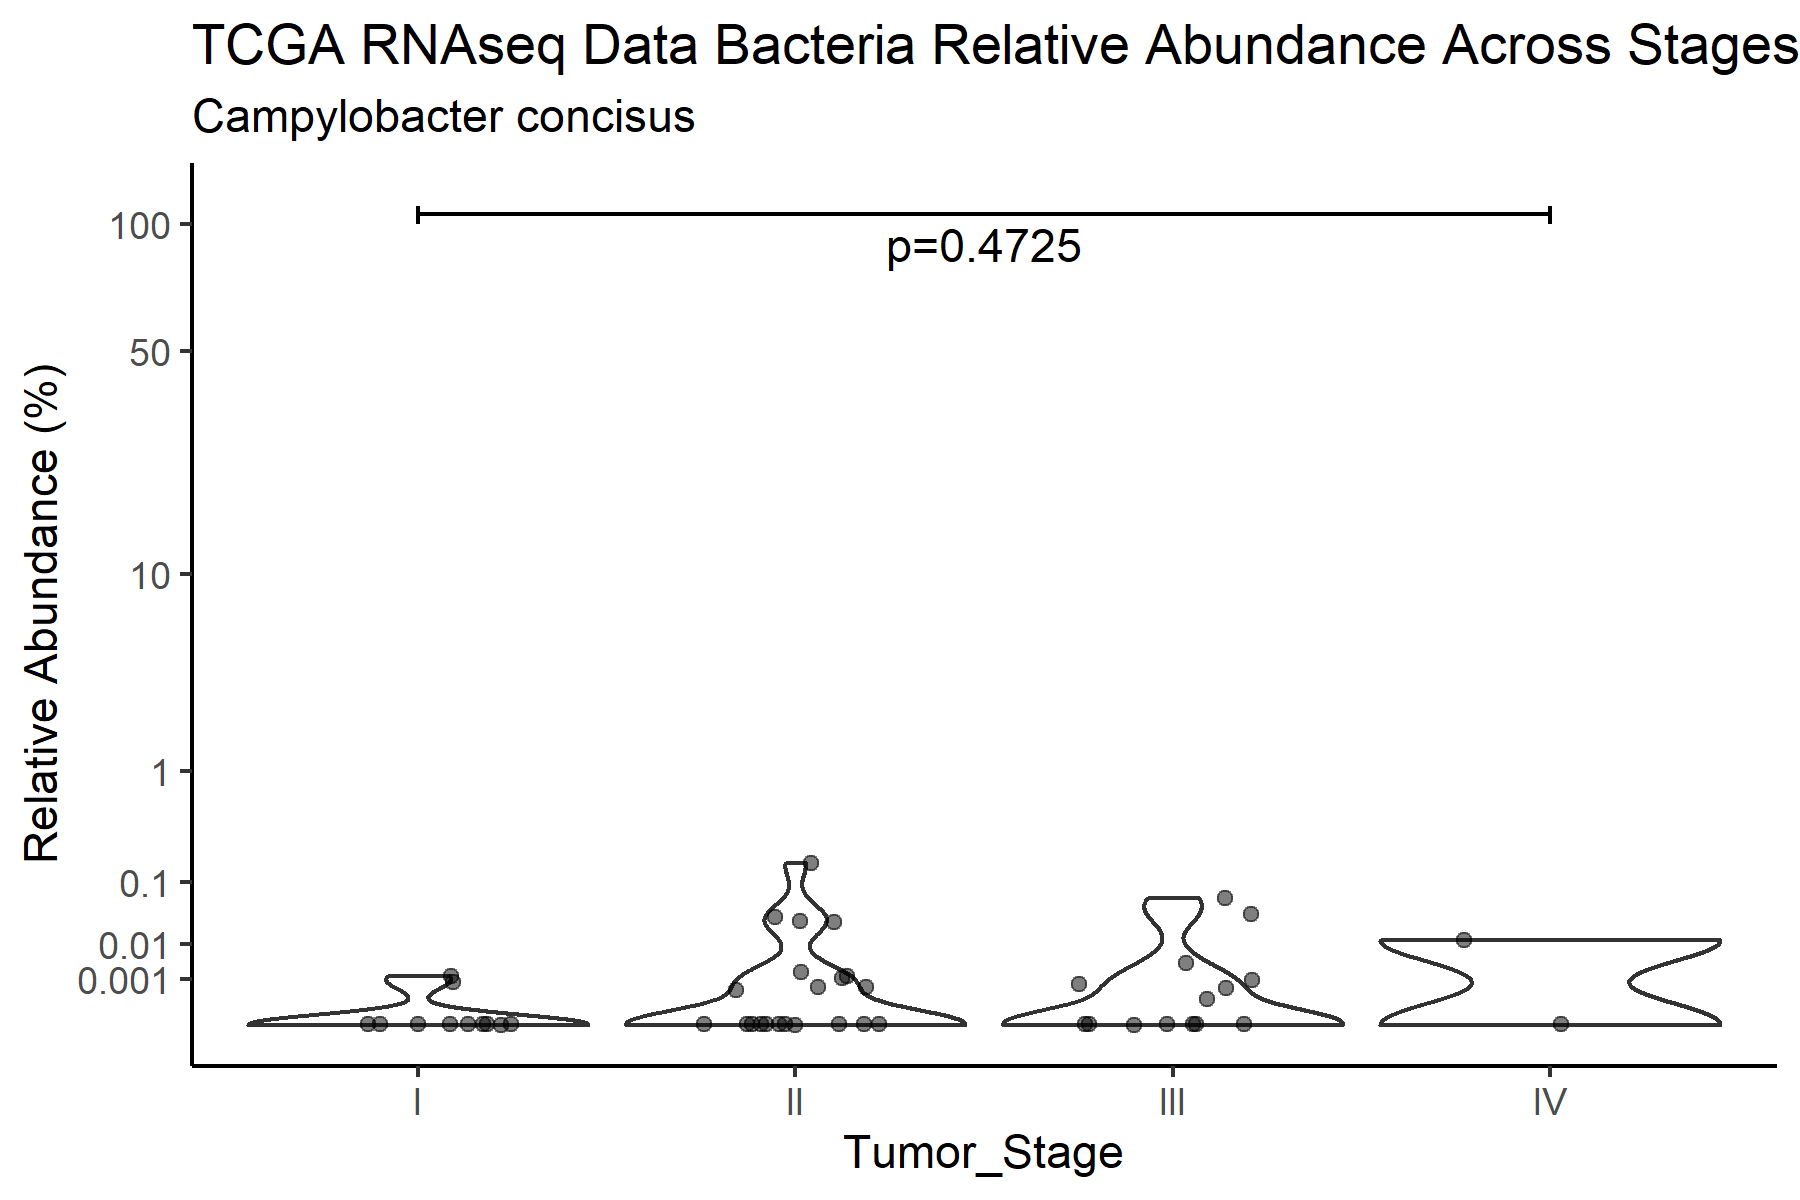 TCGA RNAseq Data Bacteria Relative Abundance Across Stages
Campylobacter concisus
Relative Abundance (%)
100
50
10
1
0.1
0.01
0.001
p=0.4725
I
II
III
IV
Tumor_Stage